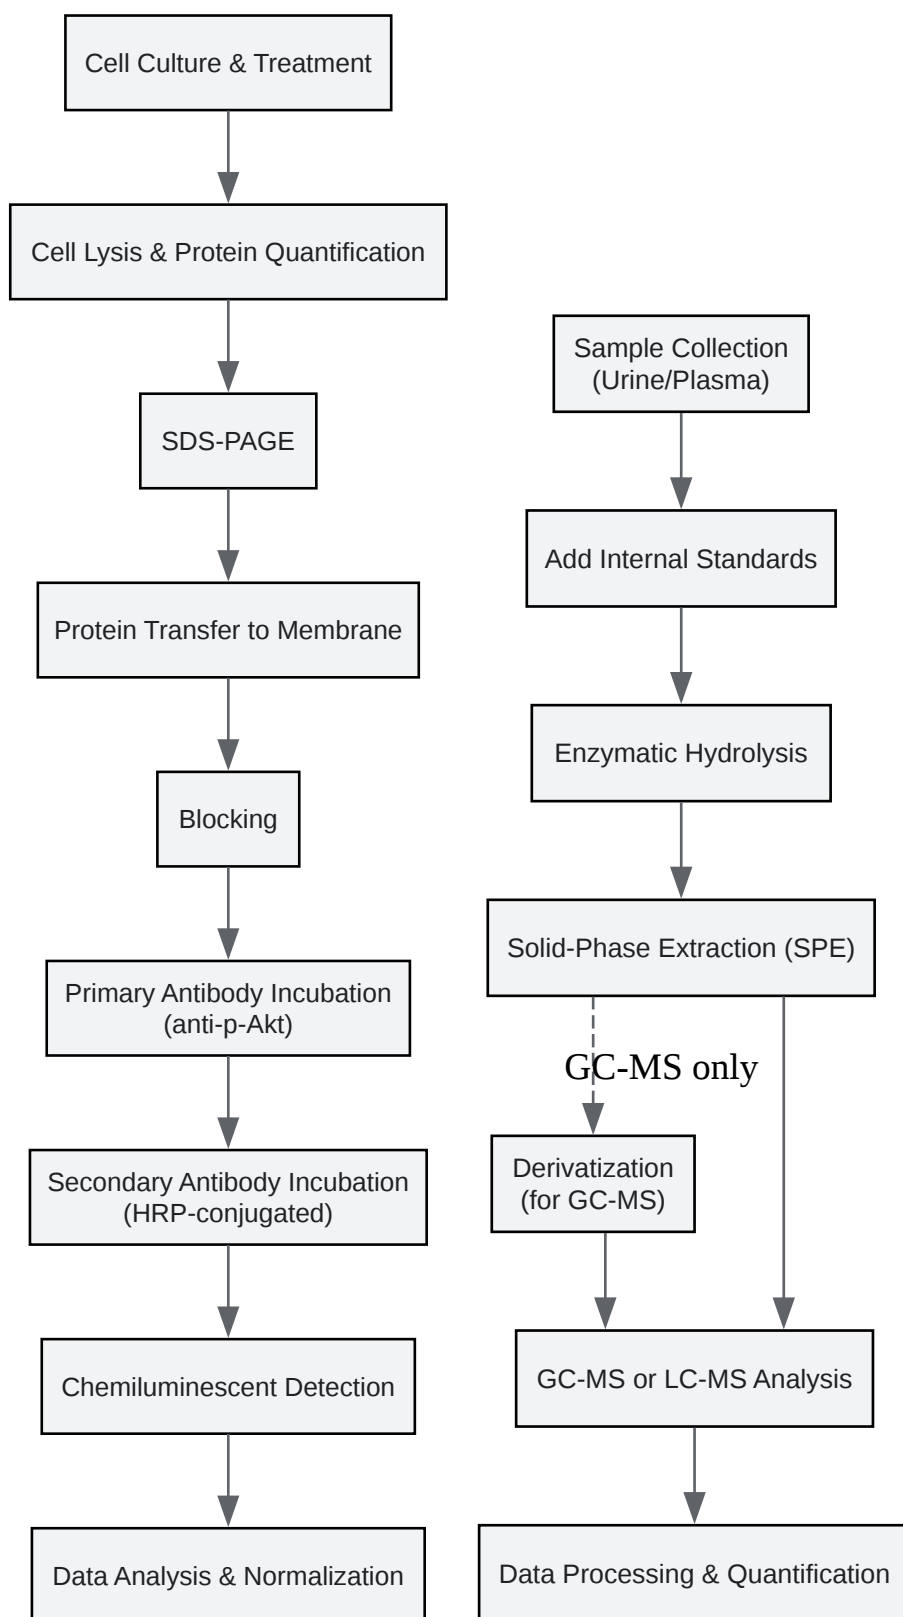 Cell Culture & Treatment
Cell Lysis & Protein Quantification
SDS-PAGE
Protein Transfer to Membrane
Blocking
Primary Antibody Incubation
(anti-p-Akt)
Secondary Antibody Incubation
(HRP-conjugated)
Chemiluminescent Detection
Data Analysis & Normalization
Sample Collection
(Urine/Plasma)
Add Internal Standards
Enzymatic Hydrolysis
Solid-Phase Extraction (SPE)
GC-MS only
Derivatization
(for GC-MS)
GC-MS or LC-MS Analysis
Data Processing & Quantification